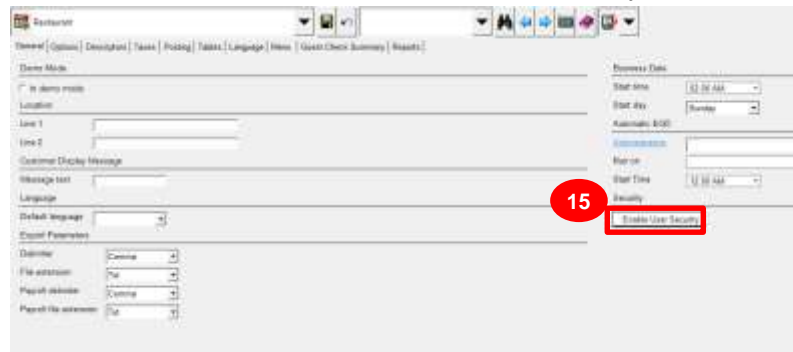 Restaurant
General Options Descriptors Taxes Posting Tables Language Menu Guest Check Summary Reports
Demo Mode
In demo mode
Location
Line 1
Line 2
Customer Display Message
Message text
Language
Default language
Export Parameters
Delimiter Comma
File extension Txt
Payroll delimiter Comma
Payroll file extension Txt
Business Date
Start time 12:00 AM
Start day Sunday
Automatic EOD
Run on
Start Time 12:00 AM
Security
15
Enable User Security